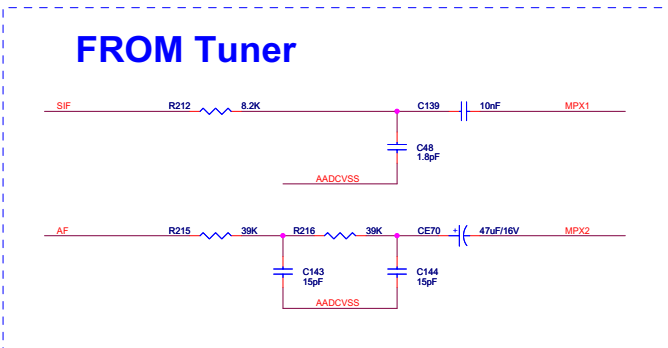 FROM Tuner
SIF R212 8.2K C139 10nF MPX1
C48
1.8pF
AADCVSS
AF R215 39K R216 39K CE70 + 47uF/16V MPX2
C143 C144
15pF 15pF
AADCVSS